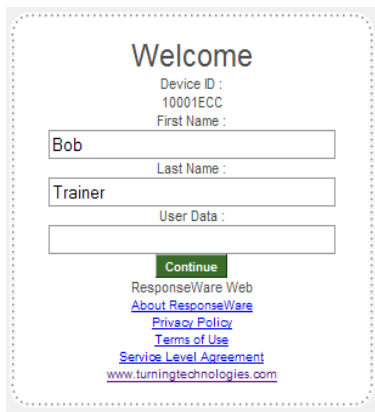 Welcome
Device ID :
10001ECC
First Name :
Bob
Last Name :
Trainer
User Data :
Continue
ResponseWare Web
About ResponseWare
Privacy Policy
Terms of Use
Service Level Agreement
www.turningtechnologies.com